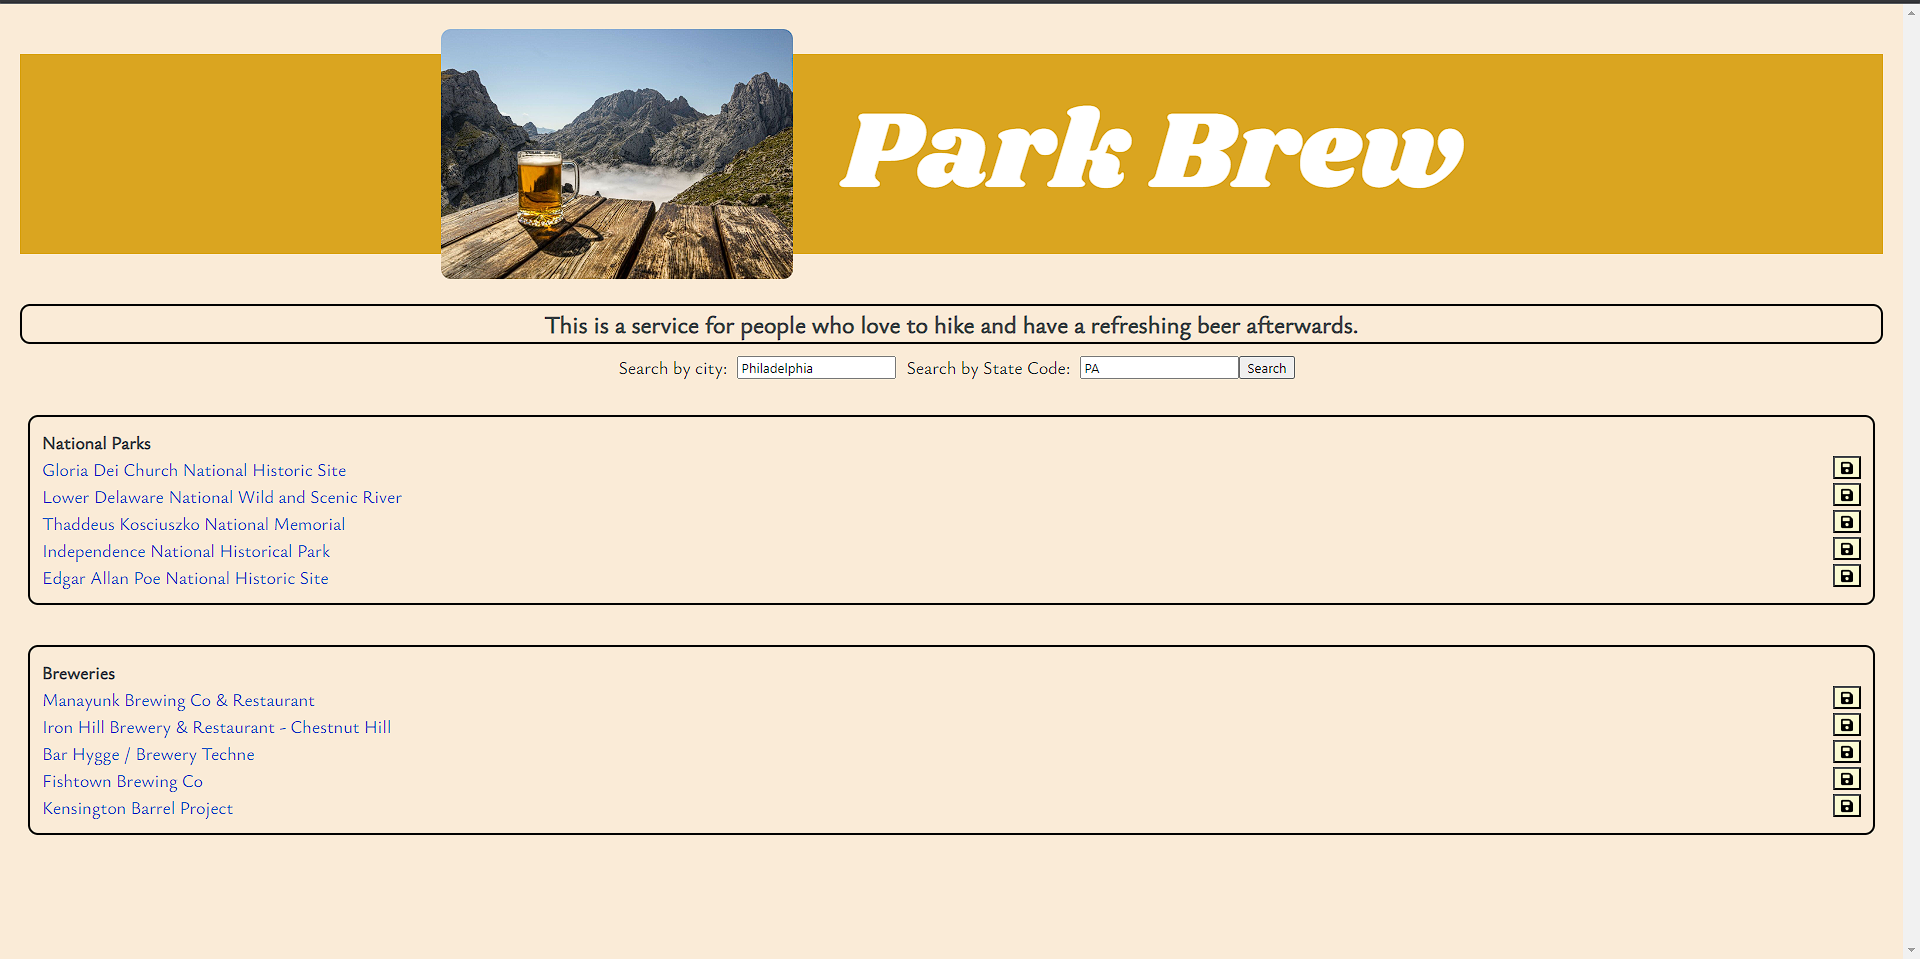 Park Brew
This is a service for people who love to hike and have a refreshing beer afterwards.
Search by city: Philadelphia Search by State Code: PA Search
National Parks
Gloria Dei Church National Historic Site
Lower Delaware National Wild and Scenic River
Thaddeus Kosciuszko National Memorial
Independence National Historical Park
Edgar Allan Poe National Historic Site
Breweries
Manayunk Brewing Co & Restaurant
Iron Hill Brewery & Restaurant - Chestnut Hill
Bar Hygge / Brewery Techne
Fishtown Brewing Co
Kensington Barrel Project